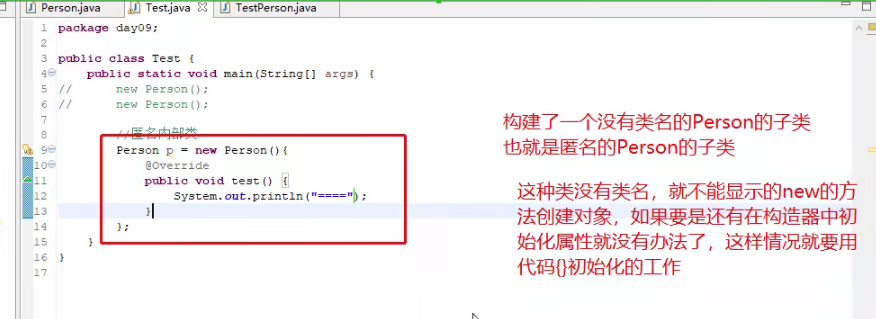 Person.java Test.java TestPerson.java
1 package day09;
2
3 public class Test {
4 public static void main(String[] args) {
5 // new Person();
6 // new Person();
7
8 //匿名内部类
9 Person p = new Person(){
10 @Override
11 public void test() {
12 System.out.println("====");
13 }
14 };
15 }
16 }
17
构建了一个没有类名的Person的子类
也就是匿名的Person的子类
这种类没有类名，就不能显示的new的方
法创建对象，如果要是还有在构造器中初
始化属性就没有办法了，这样情况就要用
代码{}初始化的工作